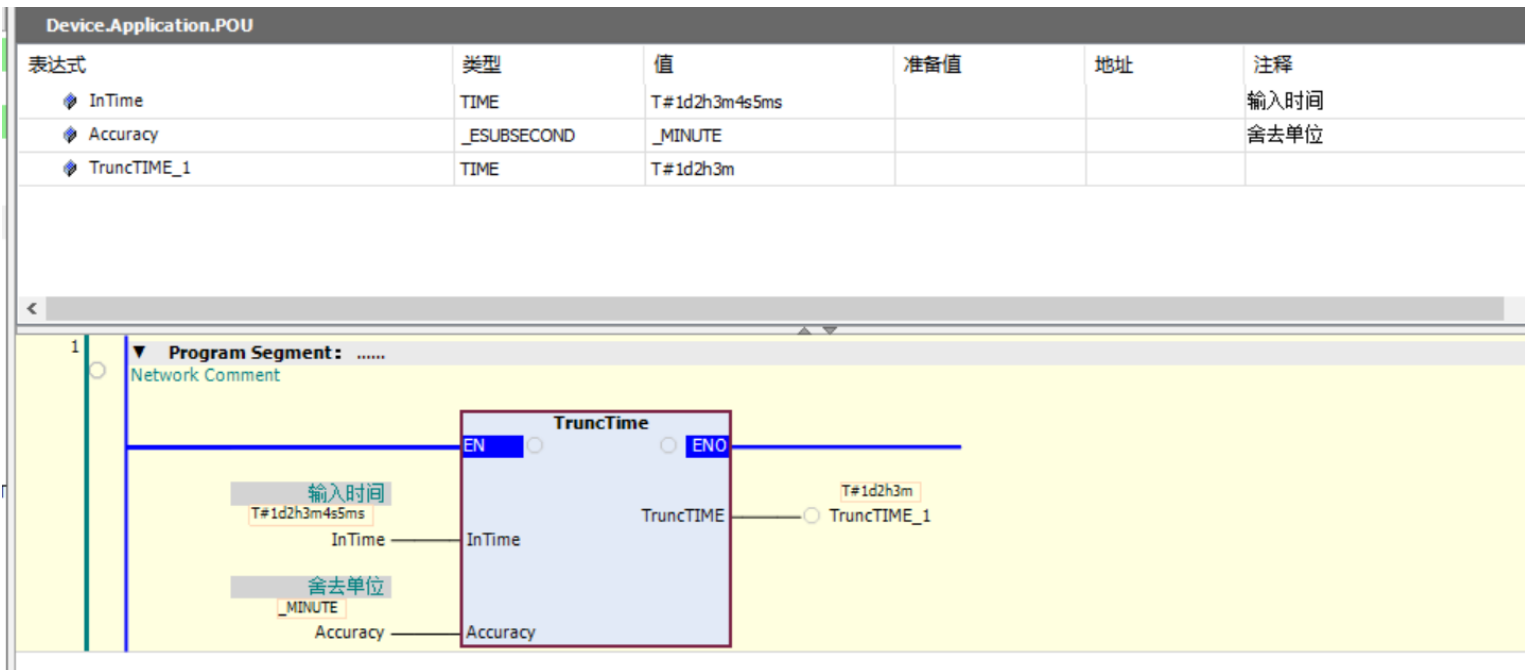 Device.Application.POU
表达式 类型 值 准备值 地址 注释
InTime TIME T#1d2h3m4s5ms 输入时间
Accuracy _ESUBSECOND _MINUTE 舍去单位
TruncTIME_1 TIME T#1d2h3m
1
Program Segment: ......
Network Comment
TruncTime
EN ENO
输入时间
T#1d2h3m4s5ms
InTime InTime
TruncTIME
T#1d2h3m
TruncTIME_1
舍去单位
_MINUTE
Accuracy Accuracy